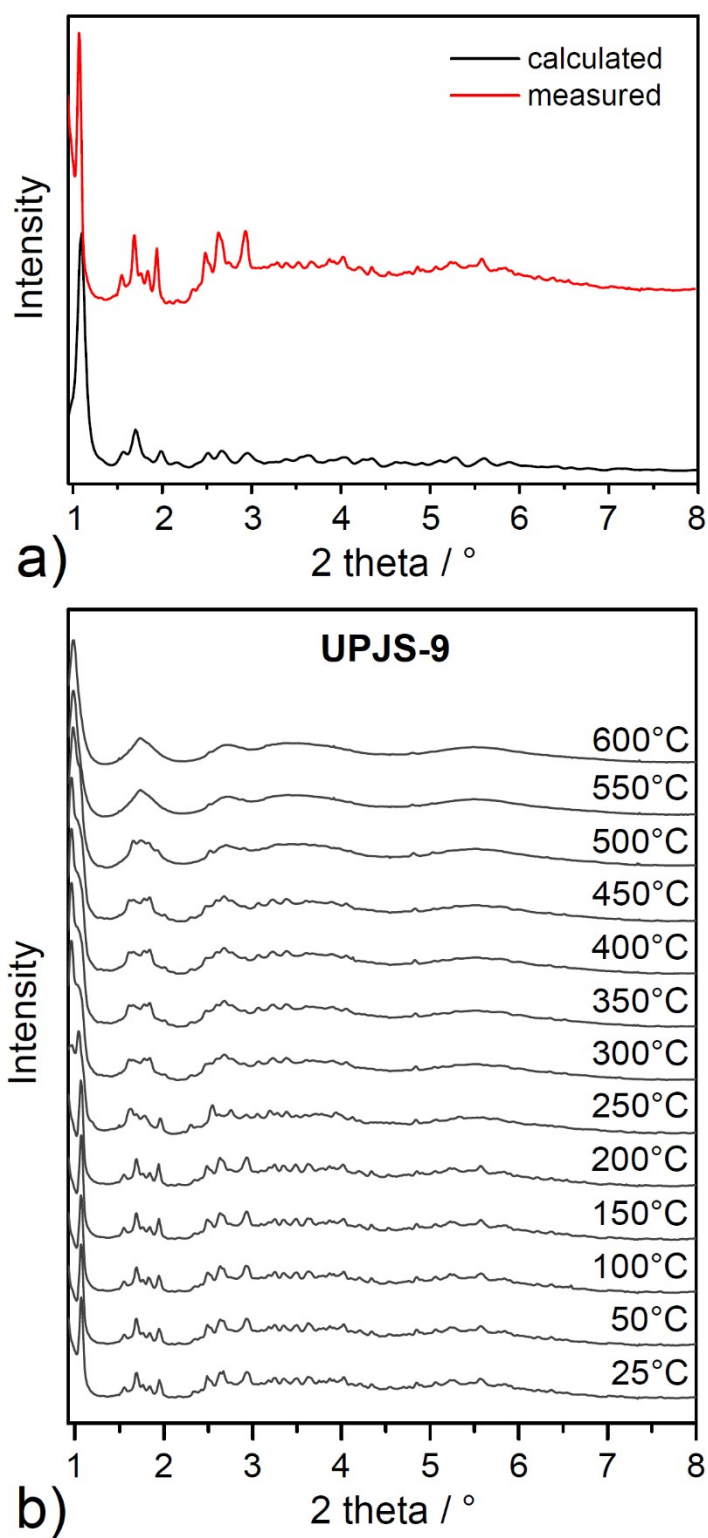 calculated
measured
Intensity
1 2 3 4 5 6 7 8
2 theta / °
a)
UPJS-9
600°C
550°C
500°C
450°C
400°C
350°C
300°C
250°C
200°C
150°C
100°C
50°C
25°C
Intensity
1 2 3 4 5 6 7 8
2 theta / °
b)